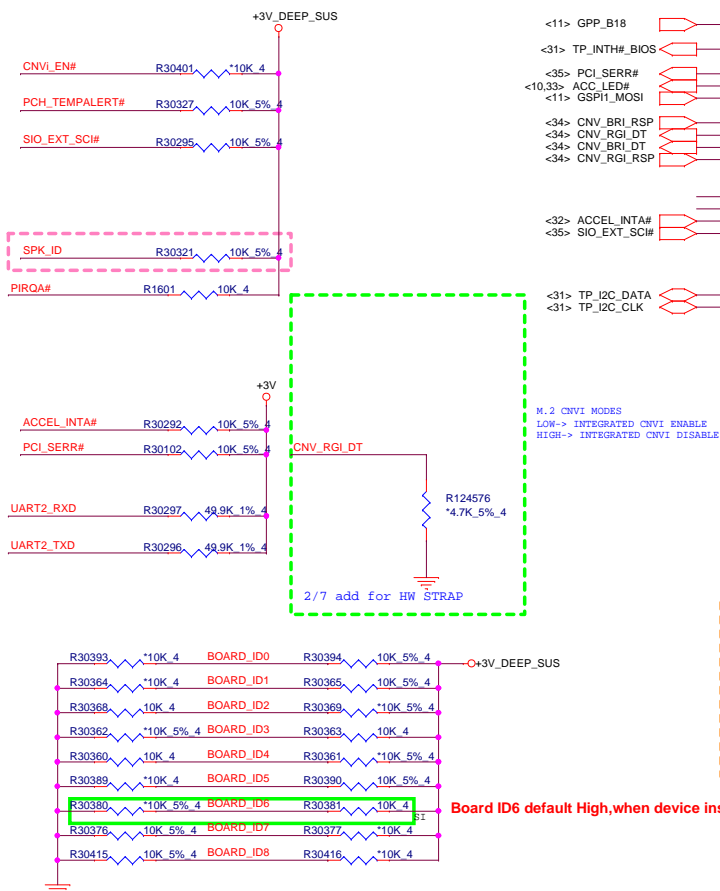 +3V_DEEP_SUS
CNVi_EN# R30401 *10K_4
PCH_TEMPALERT# R30327 10K_5%_4
SIO_EXT_SCI# R30295 10K_5%_4
SPK_ID R30321 10K_5%_4
PIRQA# R1601 10K_4
<11> GPP_B18
<31> TP_INTH#_BIOS
<35> PCI_SERR#
<10,33> ACC_LED#
<11> GSPI1_MOSI
<34> CNV_BRI_RSP
<34> CNV_RGI_DT
<34> CNV_BRI_DT
<34> CNV_RGI_RSP
<32> ACCEL_INTA#
<35> SIO_EXT_SCI#
<31> TP_I2C_DATA
<31> TP_I2C_CLK
+3V
ACCEL_INTA# R30292 10K_5%_4
PCI_SERR# R30102 10K_5%_4
UART2_RXD R30297 49.9K_1%_4
UART2_TXD R30296 49.9K_1%_4
CNV_RGI_DT
R124576
*4.7K_5%_4
2/7 add for HW STRAP
M.2 CNVI MODES
LOW-> INTEGRATED CNVI ENABLE
HIGH-> INTEGRATED CNVI DISABLE
R30393 *10K_4 BOARD_ID0 R30394 10K_5%_4 +3V_DEEP_SUS
R30364 *10K_4 BOARD_ID1 R30365 10K_5%_4
R30368 10K_4 BOARD_ID2 R30369 *10K_5%_4
R30362 *10K_5%_4 BOARD_ID3 R30363 10K_4
R30360 10K_4 BOARD_ID4 R30361 *10K_5%_4
R30389 *10K_4 BOARD_ID5 R30390 10K_5%_4
R30380 *10K_5%_4 BOARD_ID6 R30381 10K_4
SI
Board ID6 default High,when device ins
R30376 10K_5%_4 BOARD_ID7 R30377 *10K_4
R30415 10K_5%_4 BOARD_ID8 R30416 *10K_4